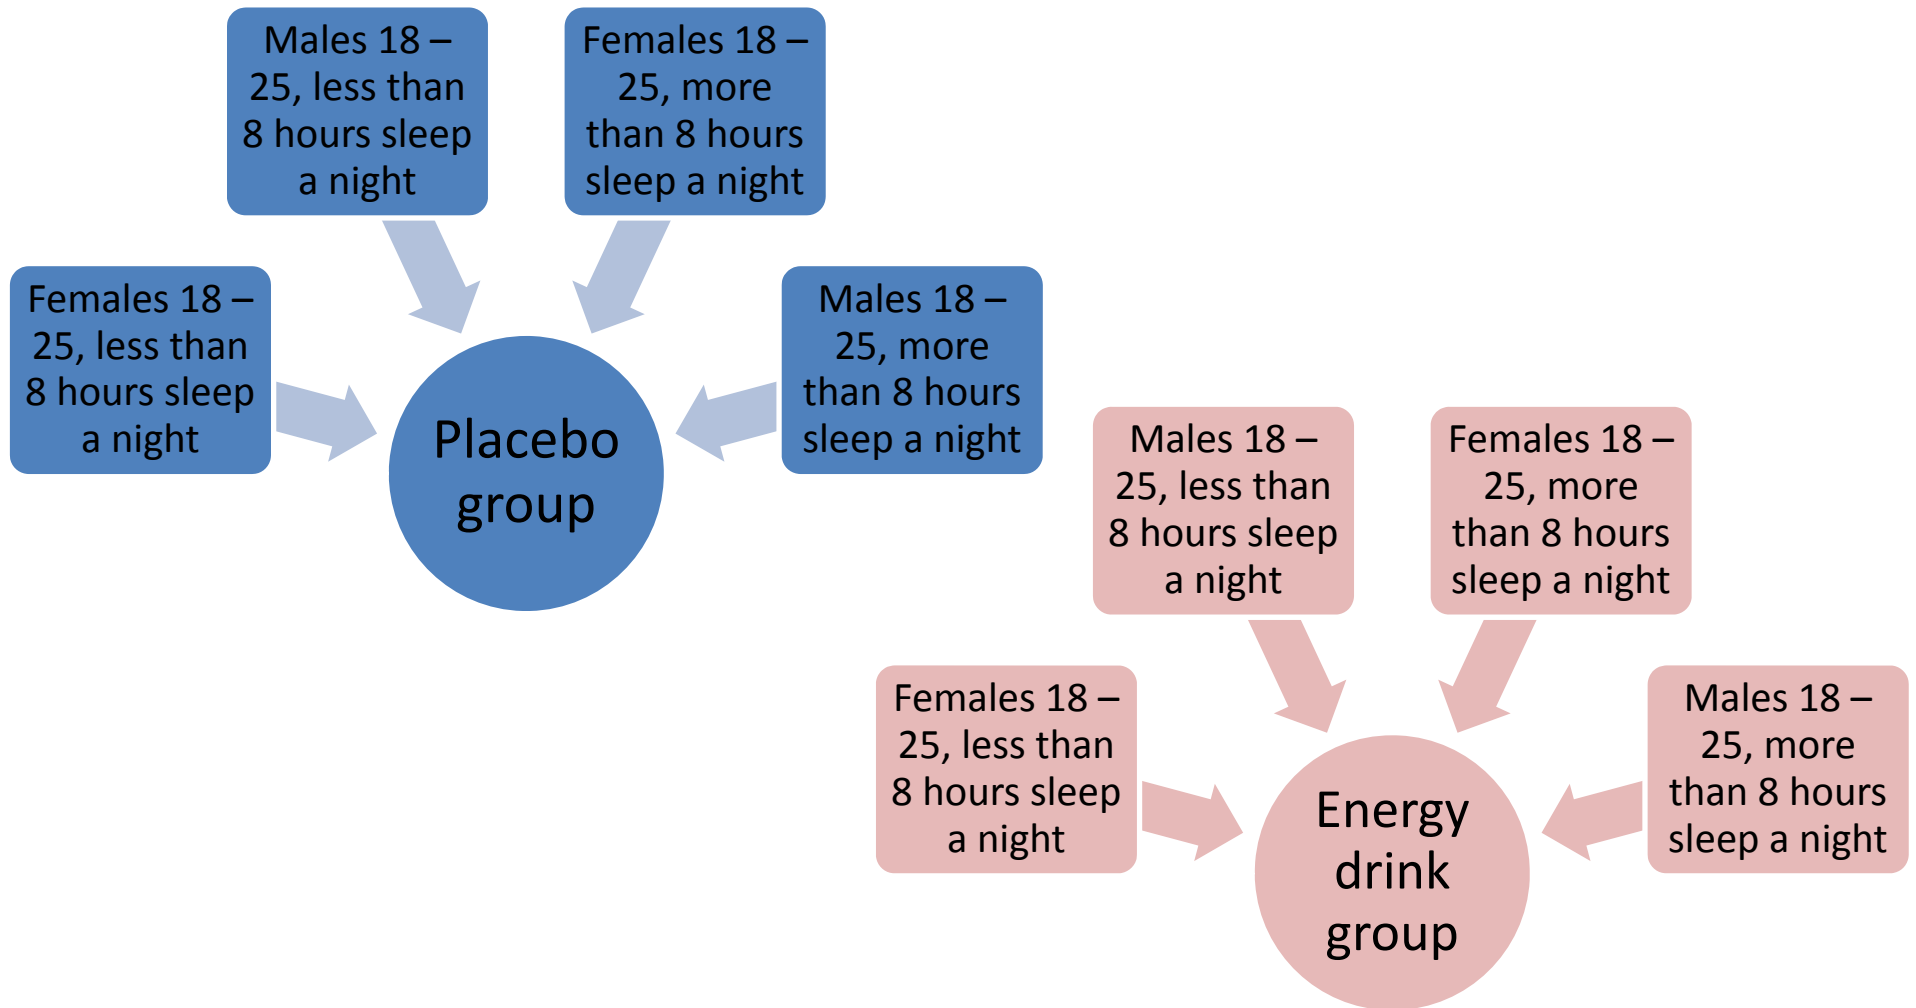 Males 18 –
25, less than
8 hours sleep
a night
Females 18 –
25, more
than 8 hours
sleep a night
Females 18 –
25, less than
8 hours sleep
a night
Males 18 –
25, more
than 8 hours
sleep a night
Placebo
group
Males 18 –
25, less than
8 hours sleep
a night
Females 18 –
25, more
than 8 hours
sleep a night
Females 18 –
25, less than
8 hours sleep
a night
Males 18 –
25, more
than 8 hours
sleep a night
Energy
drink
group